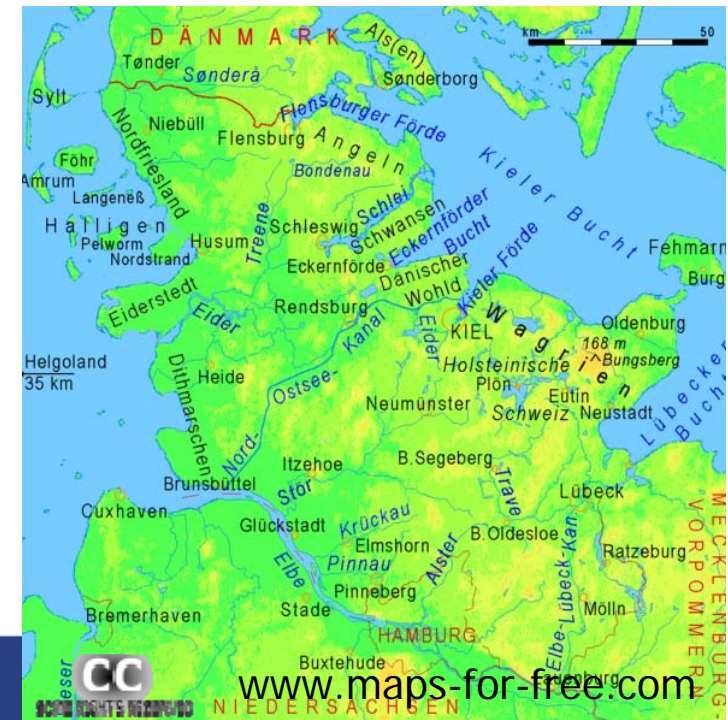 DÄNMARK
km 50
Als(en)
Tønder
Sønderå
Sønderborg
Sylt
Niebüll
Flensburger Förde
Flensburg
Angeln
Nordfriesland
Föhr
Bondenau
Kieler Bucht
Amrum
Langeneß
Schlei
Halligen
Treene
Schleswig
Schwansen
Eckernförder
Bucht
Pelworm
Nordstrand
Husum
Eckernförde
Dänischer
Wohld
Kieler Förde
Fehmarn
Burg
Eiderstedt
Eider
Rendsburg
Nord-Ostsee-Kanal
Eider
KIEL
Wagrien
Oldenburg
168 m
Bungsberg
Helgoland
35 km
Dithmarschen
Heide
Holsteinische
Schweiz
Plön
Eutin
Neumünster
Neustadt
Lübecker
Bucht
Itzehoe
B.Segeberg
Brunsbüttel
Stör
Trave
Cuxhaven
Lübeck
Glückstadt
Krückau
Elmshorn
Alster
B.Oldesloe
Elbe-Lübeck-Kan
Ratzeburg
MECKLENBURG-
VORPOMMERN
Elbe
Pinnau
Pinneberg
Stade
Mölln
Bremerhaven
HAMBURG
Buxtehude
NIEDERSACHSEN
CC
SOME RIGHTS RESERVED
www.maps-for-free.com